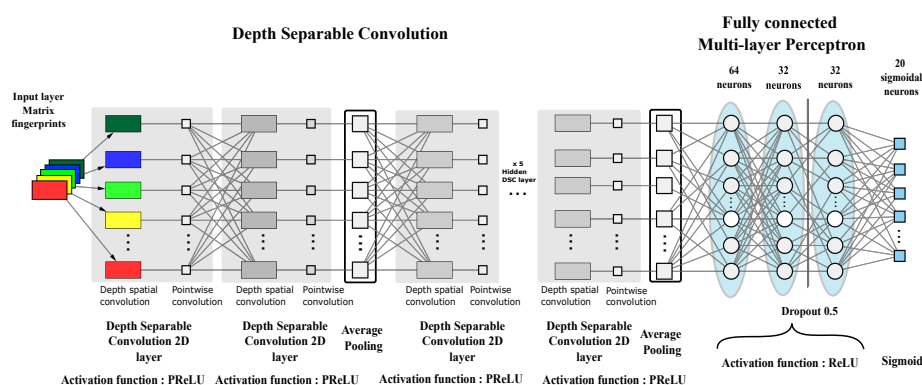 Depth Separable Convolution
Fully connected
Multi-layer Perceptron
64
neurons
32
neurons
32
neurons
20
sigmoidal
neurons
Input layer
Matrix
fingerprints
x 5
Hidden
DSC layer
Depth spatial
convolution
Pointwise
convolution
Depth spatial
convolution
Pointwise
convolution
Depth spatial
convolution
Pointwise
convolution
Depth spatial
convolution
Pointwise
convolution
Depth Separable
Convolution 2D
layer
Activation function : PReLU
Depth Separable
Convolution 2D
layer
Activation function : PReLU
Average
Pooling
Depth Separable
Convolution 2D
layer
Activation function : PReLU
Depth Separable
Convolution 2D
layer
Activation function : PReLU
Average
Pooling
Dropout 0.5
Activation function : ReLU
Sigmoid